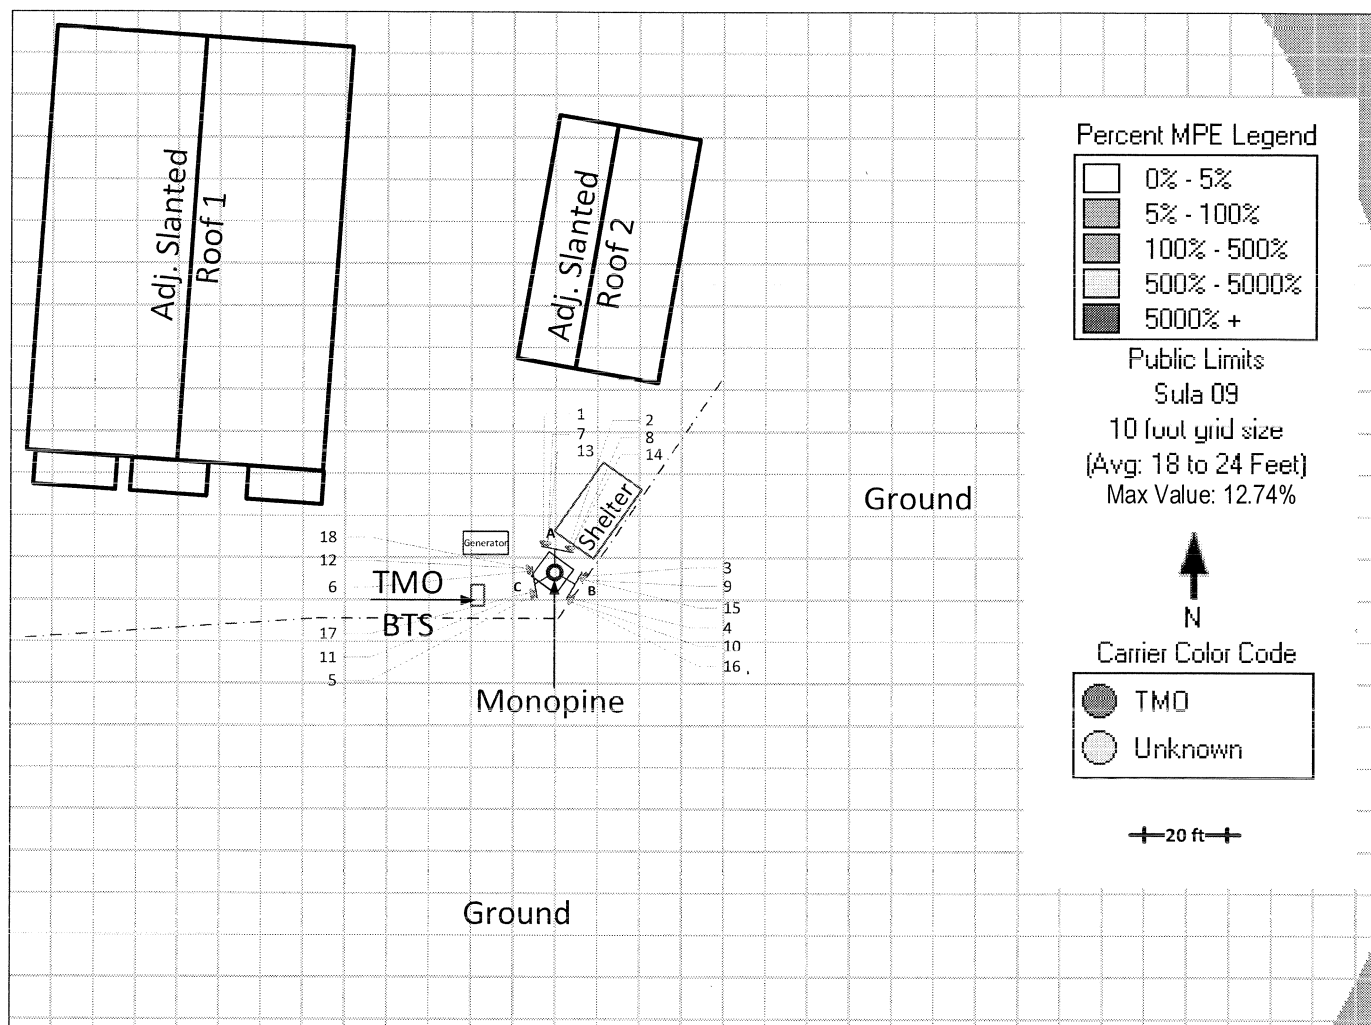 Adj. Slanted
Roof 1
Adj. Slanted
Roof 2
Percent MPE Legend
0% - 5%
5% - 100%
100% - 500%
500% - 5000%
5000% +
Public Limits
Sula 09
10 foot grid size
(Avg: 18 to 24 Feet)
Max Value: 12.74%
N
Carrier Color Code
TMO
Unknown
20 ft
1
7
13
2
8
14
Shelter
Ground
Generator
A
B
C
18
12
6
TMO
BTS
17
11
5
3
9
15
4
10
16
Monopine
Ground